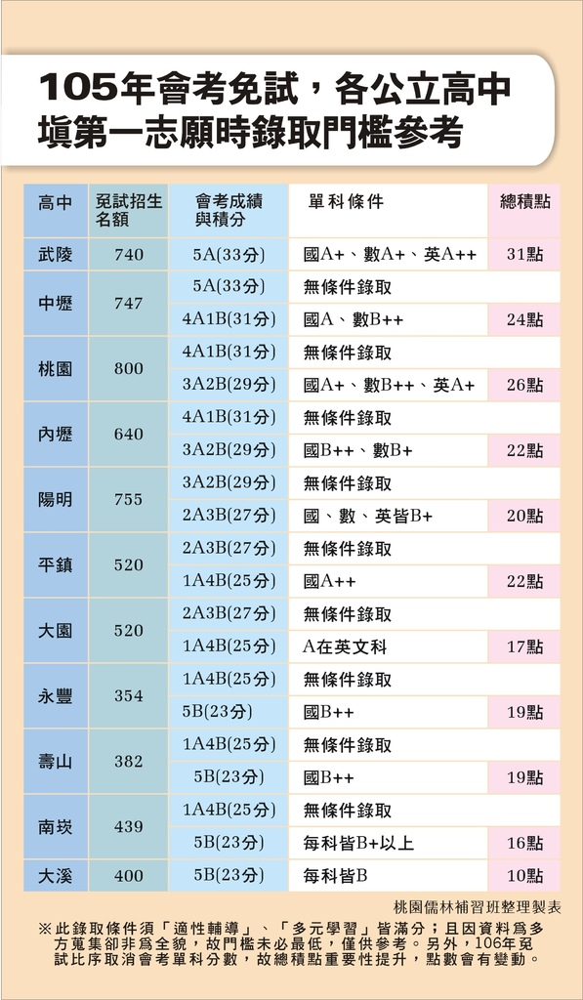 105年會考免試，各公立高中
填第一志願時錄取門檻參考
高中 免試招生名額 會考成績與積分 單科條件 總積點
武陵 740 5A(33分) 國A+、數A+、英A++ 31點
中壢 747 5A(33分) 無條件錄取
4A1B(31分) 國A、數B++ 24點
桃園 800 4A1B(31分) 無條件錄取
3A2B(29分) 國A+、數B++、英A+ 26點
內壢 640 4A1B(31分) 無條件錄取
3A2B(29分) 國B++、數B+ 22點
陽明 755 3A2B(29分) 無條件錄取
2A3B(27分) 國、數、英皆B+ 20點
平鎮 520 2A3B(27分) 無條件錄取
1A4B(25分) 國A++ 22點
大園 520 2A3B(27分) 無條件錄取
1A4B(25分) A在英文科 17點
永豐 354 1A4B(25分) 無條件錄取
5B(23分) 國B++ 19點
壽山 382 1A4B(25分) 無條件錄取
5B(23分) 國B++ 19點
南崁 439 1A4B(25分) 無條件錄取
5B(23分) 每科皆B+以上 16點
大溪 400 5B(23分) 每科皆B 10點
桃園儒林補習班整理製表
※此錄取條件須「適性輔導」、「多元學習」皆滿分；且因資料為多
方蒐集卻非為全貌，故門檻未必最低，僅供參考。另外，106年免
試比序取消會考單科分數，故總積點重要性提升，點數會有變動。